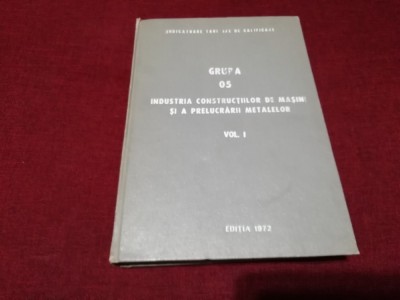 GRUPA
05
INDUSTRIA CONSTRUCȚIILOR DE MAȘINI
ȘI A PRELUCRĂRII METALELOR
VOL. I
EDIȚIA 1972